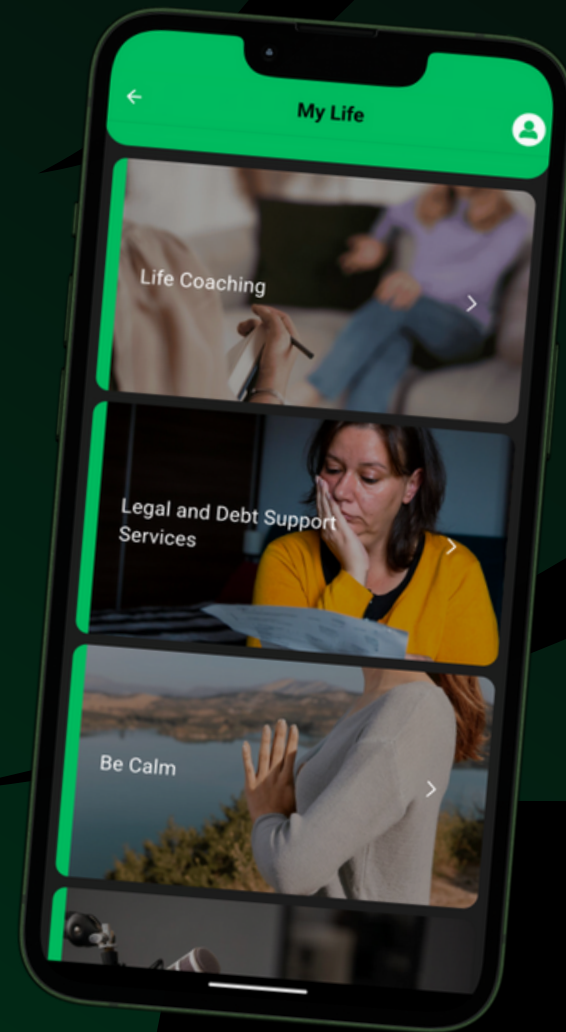 My Life
Life Coaching
Legal and Debt Support
Services
Be Calm